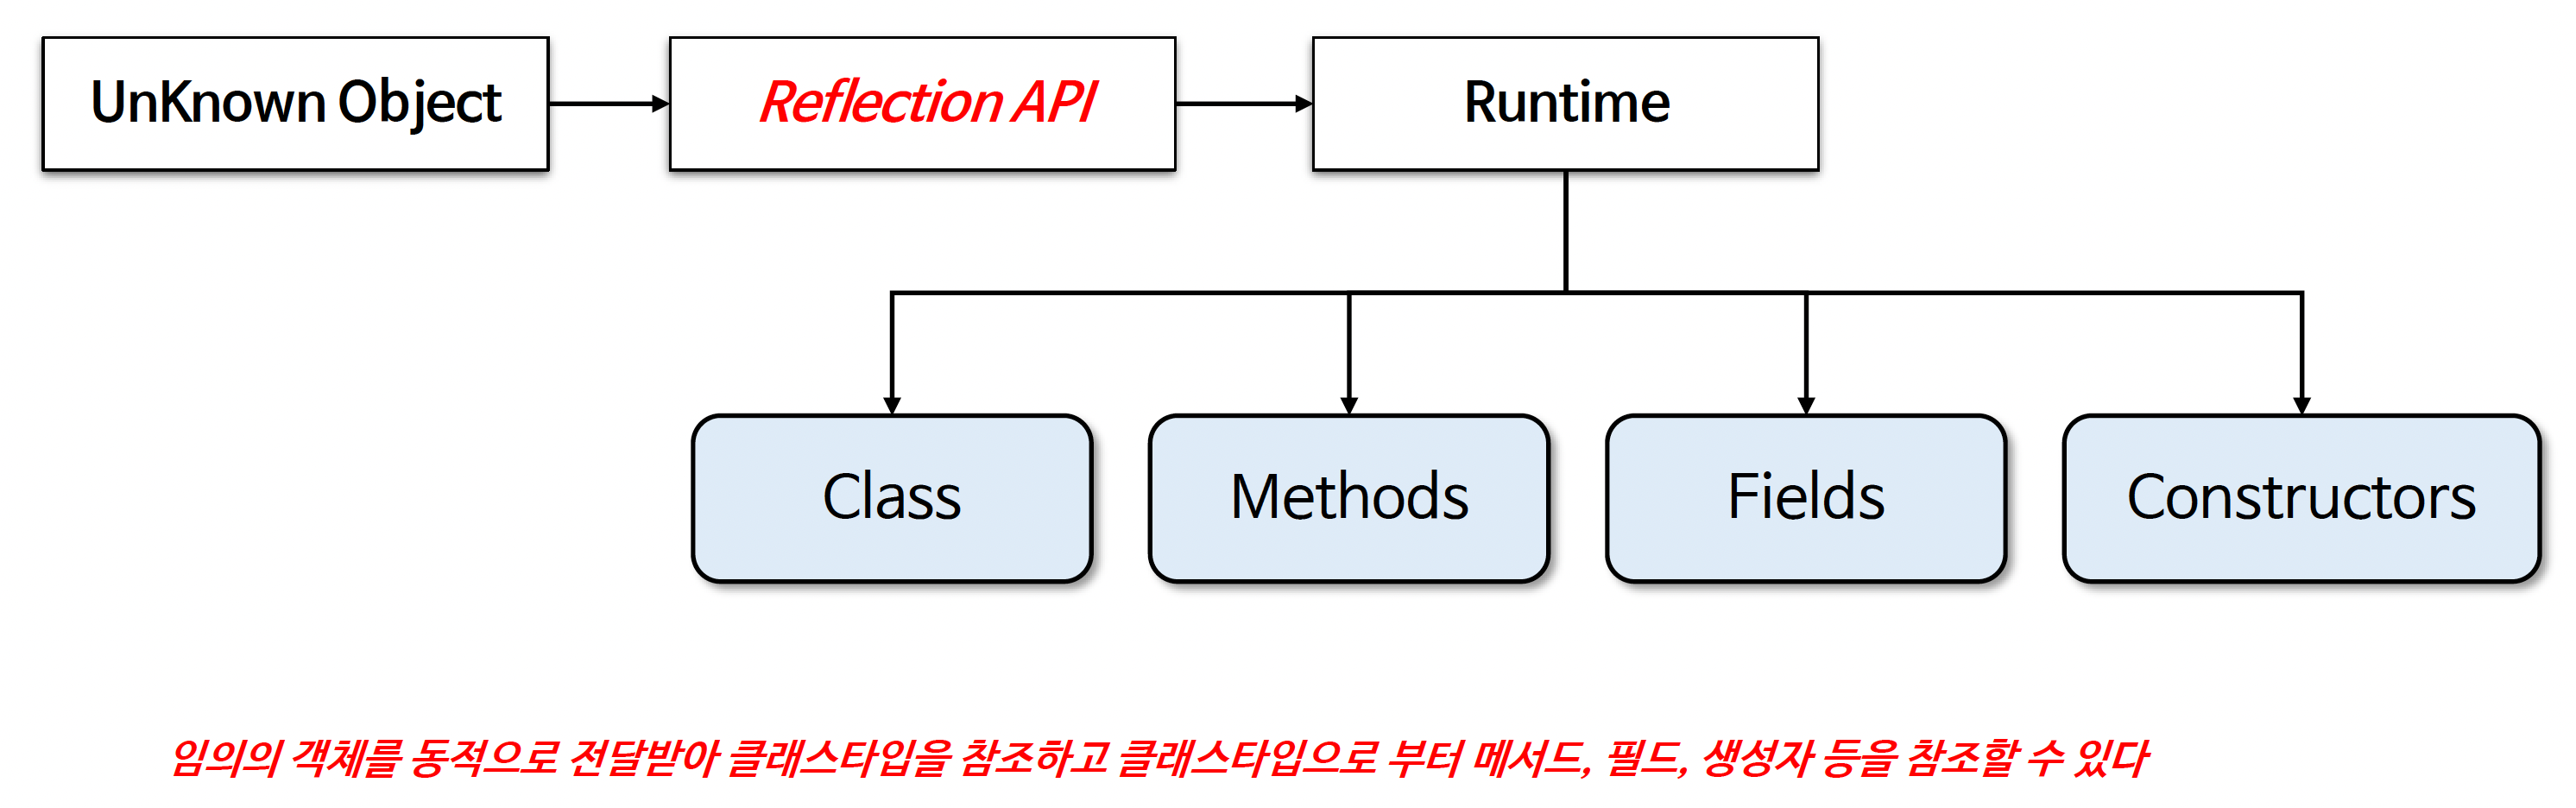 UnKnown Object
Reflection API
Runtime
Class
Methods
Fields
Constructors
임의의 객체를 동적으로 전달받아 클래스타입을 참조하고 클래스타입으로 부터 메서드, 필드, 생성자 등을 참조할 수 있다